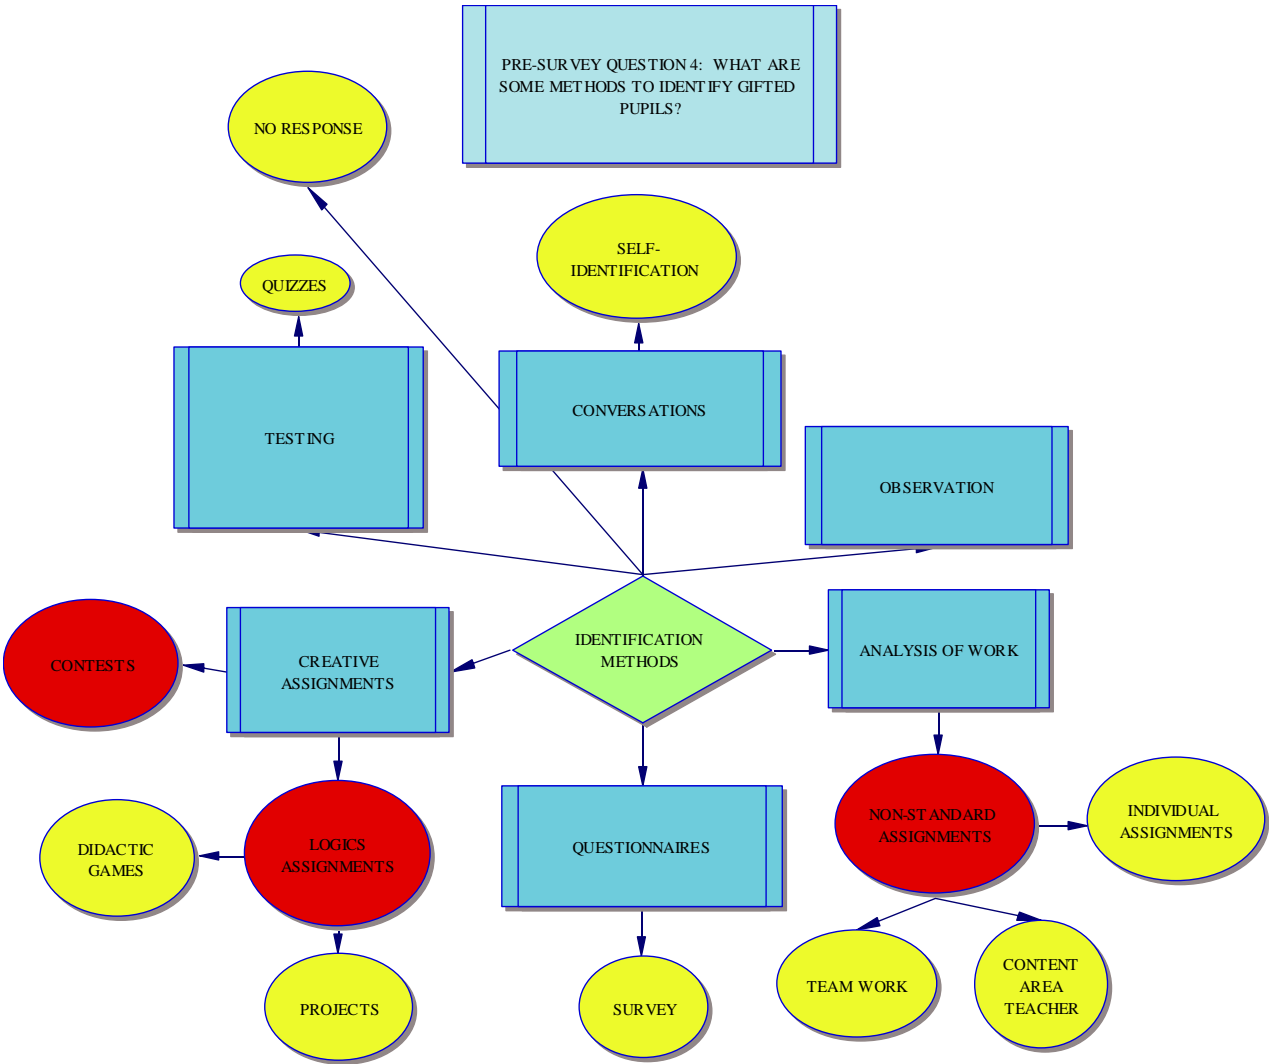 PRE-SURVEY QUESTION 4: WHAT ARE
SOME METHODS TO IDENTIFY GIFTED
PUPILS?
NO RESPONSE
SELF-
IDENTIFICATION
QUIZZES
TESTING
CONVERSATIONS
OBSERVATION
IDENTIFICATION
METHODS
CREATIVE
ASSIGNMENTS
CONTESTS
ANALYSIS OF WORK
DIDACTIC
GAMES
LOGICS
ASSIGNMENTS
QUESTIONNAIRES
NON-STANDARD
ASSIGNMENTS
INDIVIDUAL
ASSIGNMENTS
PROJECTS
SURVEY
TEAM WORK
CONTENT
AREA
TEACHER